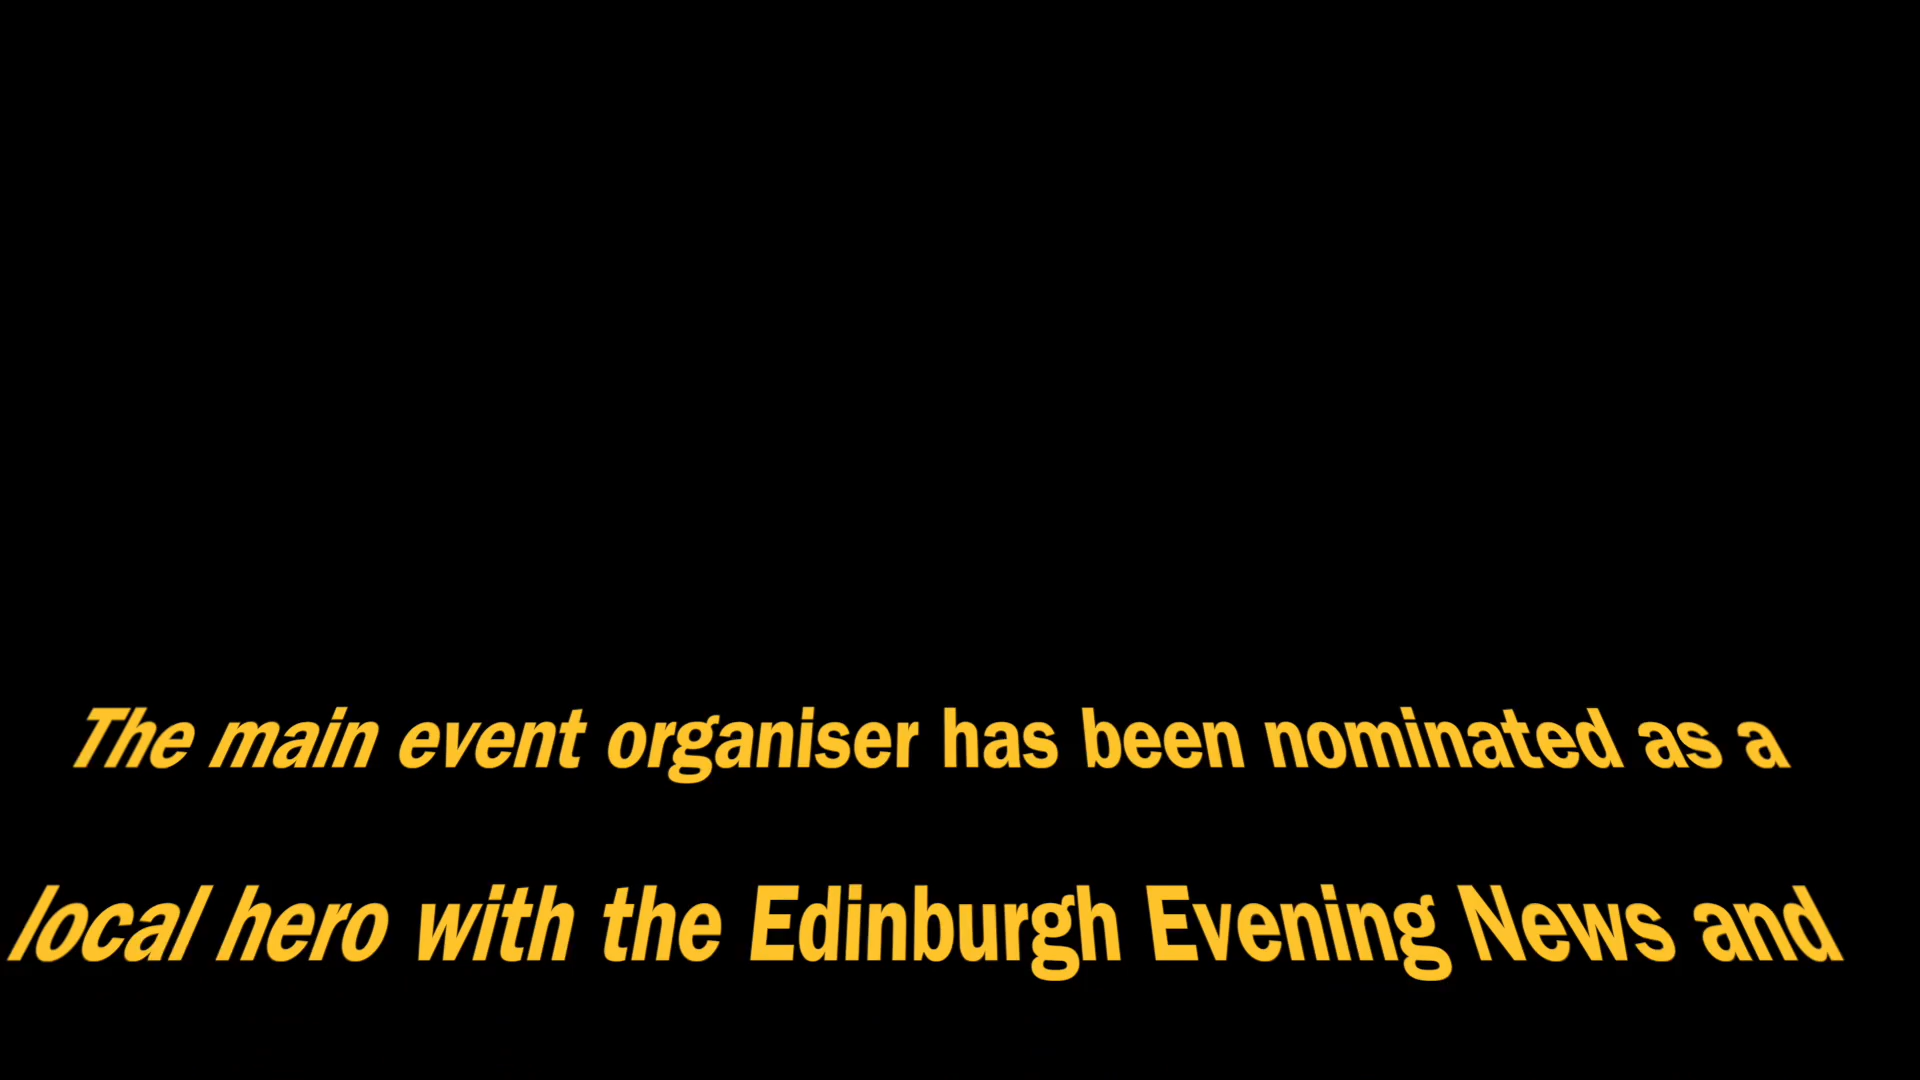 The main event organiser has been nominated as a
local hero with the Edinburgh Evening News and